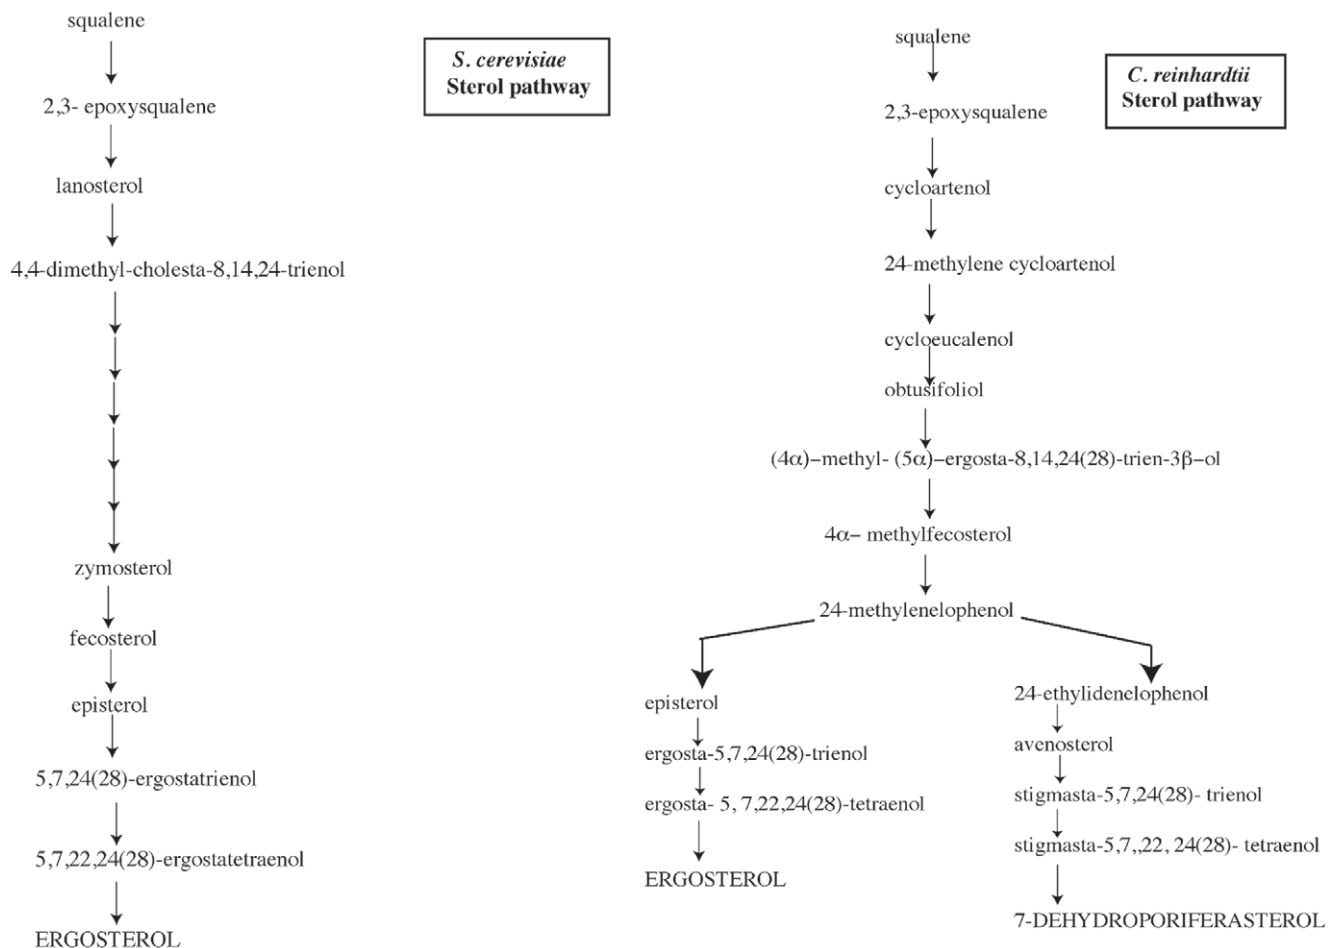 squalene
2,3- epoxysqualene
lanosterol
4,4-dimethyl-cholesta-8,14,24-trienol
zymosterol
fecosterol
episterol
5,7,24(28)-ergostatrienol
5,7,22,24(28)-ergostatetraenol
ERGOSTEROL
S. cerevisiae
Sterol pathway
squalene
2,3-epoxysqualene
cycloartenol
24-methylene cycloartenol
cycloeucalenol
obtusifoliol
(4α)−methyl- (5α)−ergosta-8,14,24(28)-trien-3β−ol
4α− methylfecosterol
24-methylenelophenol
episterol
ergosta-5,7,24(28)-trienol
ergosta- 5, 7,22,24(28)-tetraenol
ERGOSTEROL
24-ethylidenelophenol
avenosterol
stigmasta-5,7,24(28)- trienol
stigmasta-5,7,,22, 24(28)- tetraenol
7-DEHYDROPORIFERASTEROL
C. reinhardtii
Sterol pathway